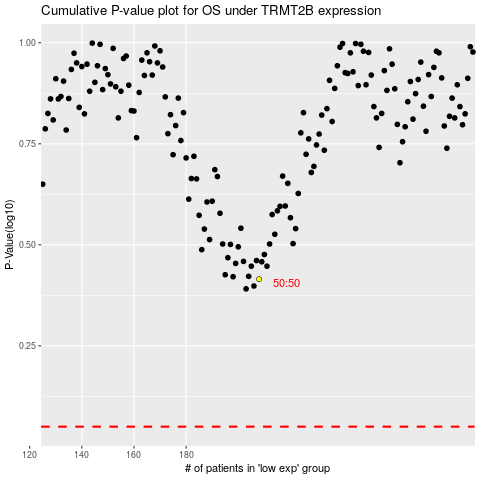 Cumulative P-value plot for OS under TRMT2B expression
P-Value(log10)
1.00
0.75
0.50
0.25
50:50
120 140 160 180
# of patients in 'low exp' group